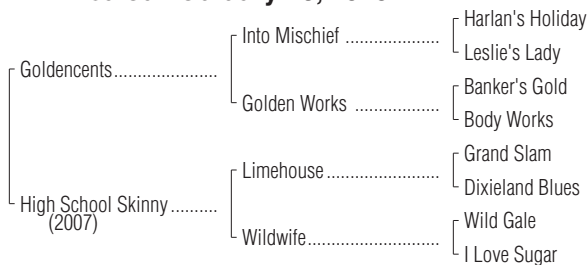 Harlan's Holiday
Into Mischief ....................
Leslie's Lady
Goldencents......................
Banker's Gold
Golden Works ..................
Body Works
Grand Slam
Limehouse ........................
Dixieland Blues
High School Skinny ..........
(2007)
Wild Gale
Wildwife............................
I Love Sugar